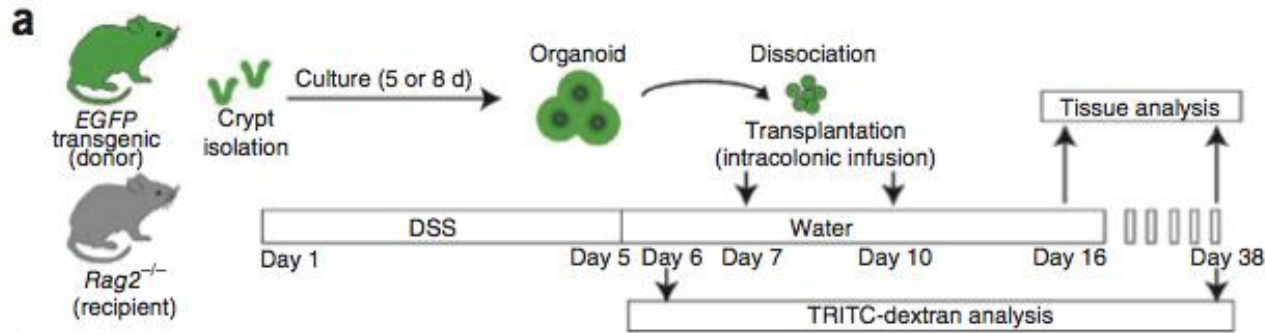 a
EGFP
transgenic
(donor)
Crypt
isolation
Culture (5 or 8 d)
Organoid
Dissociation
Transplantation
(intracolonic infusion)
Tissue analysis
Rag2⁻/⁻
(recipient)
DSS
Water
Day 1
Day 5
Day 6
Day 7
Day 10
Day 16
Day 38
TRITC-dextran analysis